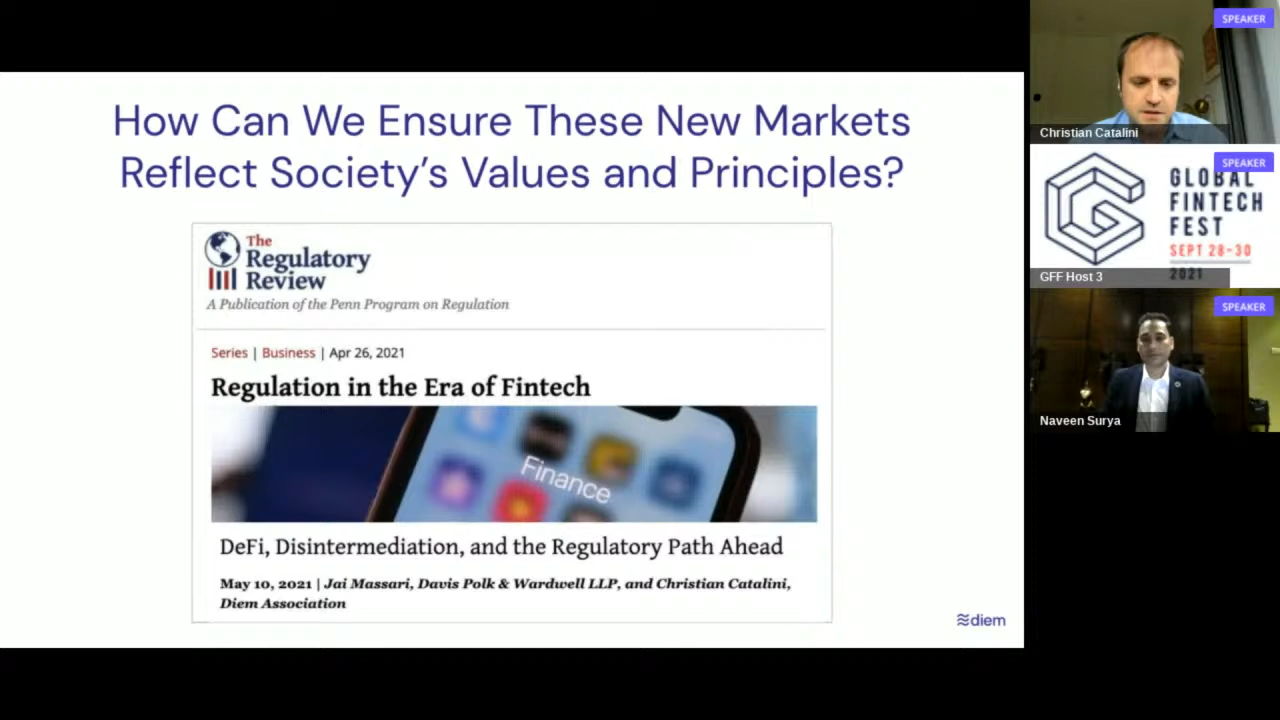 How Can We Ensure These New Markets
Reflect Society's Values and Principles?
The
Regulatory
Review
A Publication of the Penn Program on Regulation
Series | Business | Apr 26, 2021
Regulation in the Era of Fintech
Finance
DeFi, Disintermediation, and the Regulatory Path Ahead
May 10, 2021 | Jai Massari, Davis Polk & Wardwell LLP, and Christian Catalini,
Diem Association
diem
SPEAKER
Christian Catalini
SPEAKER
GLOBAL
FINTECH
FEST
SEPT 28-30
2021
GFF Host 3
SPEAKER
Naveen Surya